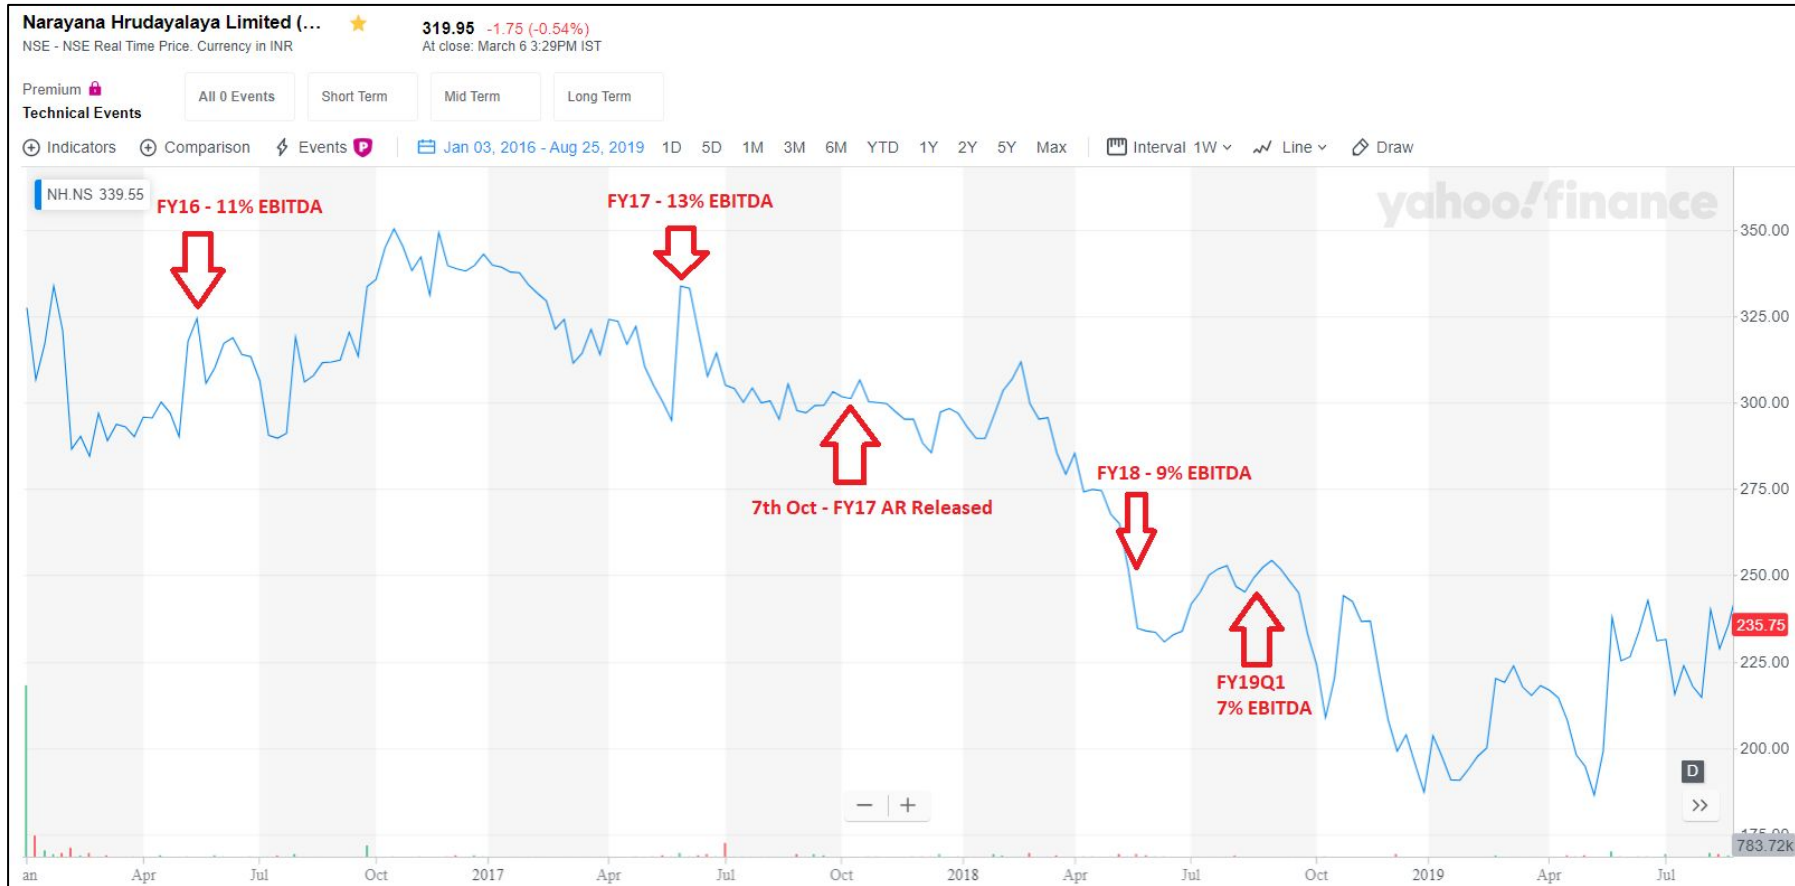 Narayana Hrudayalaya Limited (...
319.95 -1.75 (-0.54%)
NSE - NSE Real Time Price. Currency in INR
At close: March 6 3:29PM IST
Premium
Technical Events
All 0 Events
Short Term
Mid Term
Long Term
Indicators Comparison Events P Jan 03, 2016 - Aug 25, 2019 1D 5D 1M 3M 6M YTD 1Y 2Y 5Y Max Interval 1W Line Draw
NH.NS 339.55
yahoo!finance
FY16 - 11% EBITDA
FY17 - 13% EBITDA
7th Oct - FY17 AR Released
FY18 - 9% EBITDA
FY19Q1
7% EBITDA
350.00
325.00
300.00
275.00
250.00
235.75
225.00
200.00
D
175.00
783.72k
an Apr Jul Oct 2017 Apr Jul Oct 2018 Apr Jul Oct 2019 Apr Jul